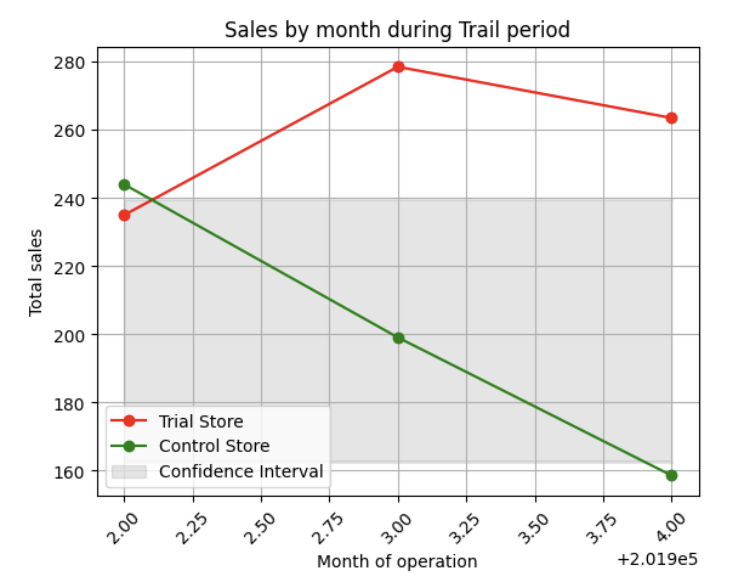 Sales by month during Trail period
Total sales
280
260
240
220
200
180
160
Trial Store
Control Store
Confidence Interval
2.00
2.25
2.50
2.75
3.00
3.25
3.50
3.75
4.00
Month of operation
+2.019e5